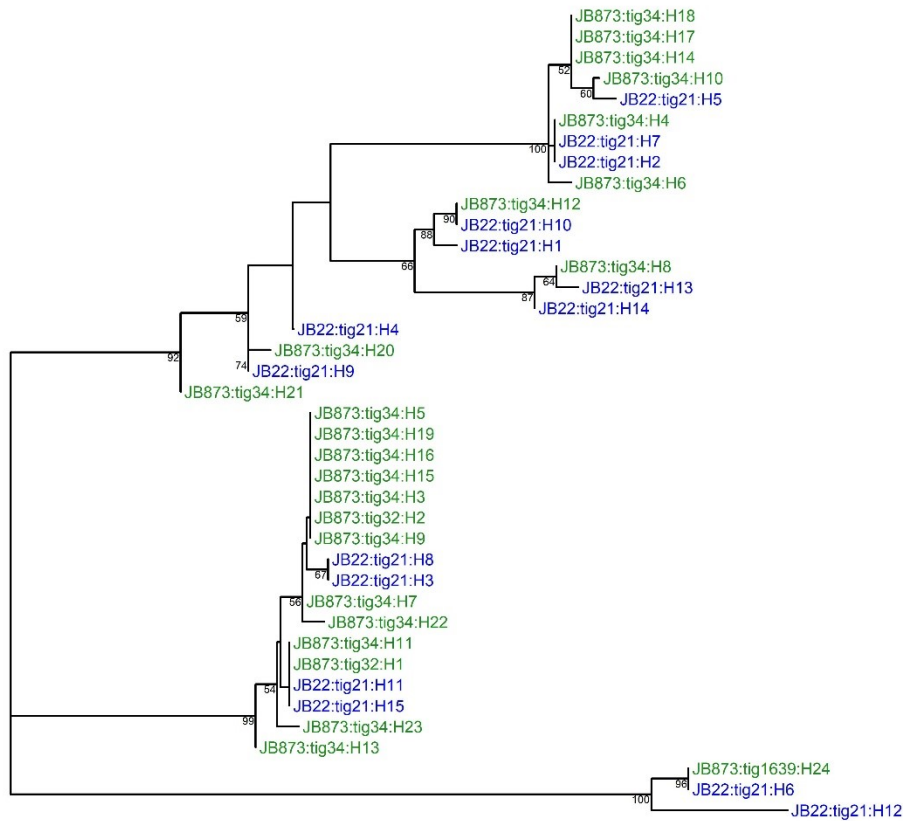 JB873:tig34:H18
JB873:tig34:H17
JB873:tig34:H14
52
JB873:tig34:H10
60
JB22:tig21:H5
JB873:tig34:H4
JB22:tig21:H7
100
JB22:tig21:H2
JB873:tig34:H6
JB873:tig34:H12
90
JB22:tig21:H10
88
JB22:tig21:H1
66
JB873:tig34:H8
64
JB22:tig21:H13
87
JB22:tig21:H14
59
JB22:tig21:H4
92
JB873:tig34:H20
74
JB22:tig21:H9
JB873:tig34:H21
JB873:tig34:H5
JB873:tig34:H19
JB873:tig34:H16
JB873:tig34:H15
JB873:tig34:H3
JB873:tig32:H2
JB873:tig34:H9
JB22:tig21:H8
67
JB22:tig21:H3
56
JB873:tig34:H7
JB873:tig34:H22
JB873:tig34:H11
JB873:tig32:H1
54
JB22:tig21:H11
JB22:tig21:H15
99
JB873:tig34:H23
JB873:tig34:H13
JB873:tig1639:H24
96
JB22:tig21:H6
100
JB22:tig21:H12